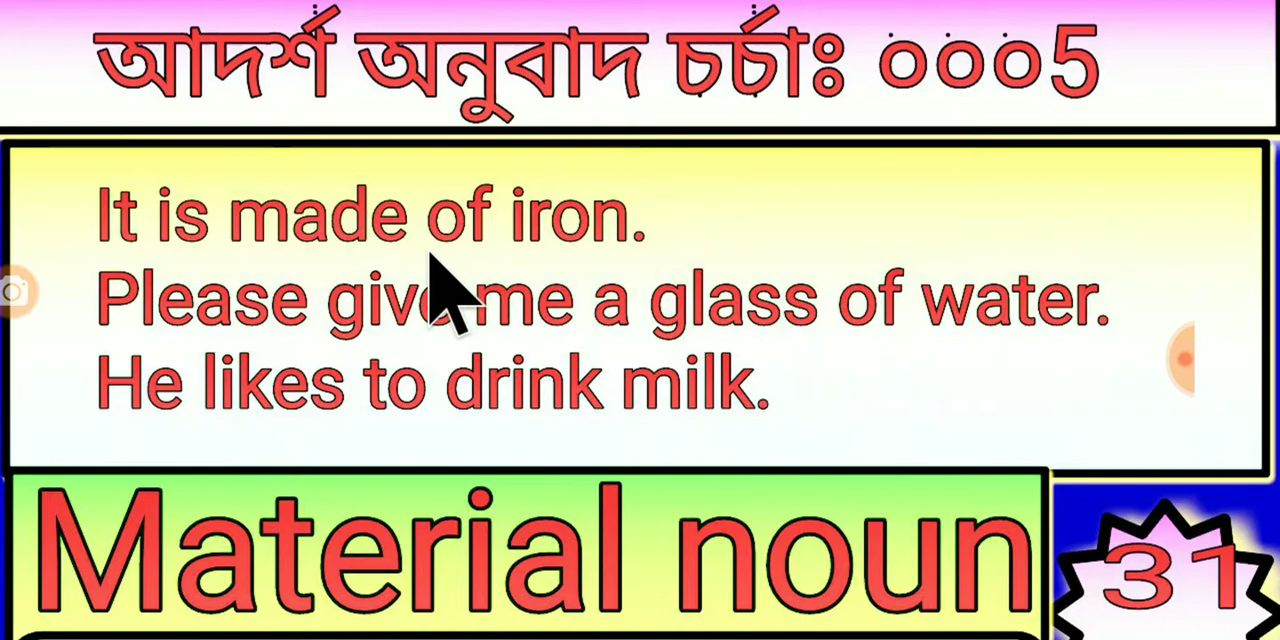 আদর্শ অনুবাদ চর্চাঃ ০০০5
It is made of iron.
Please give me a glass of water.
He likes to drink milk.
Material noun
31